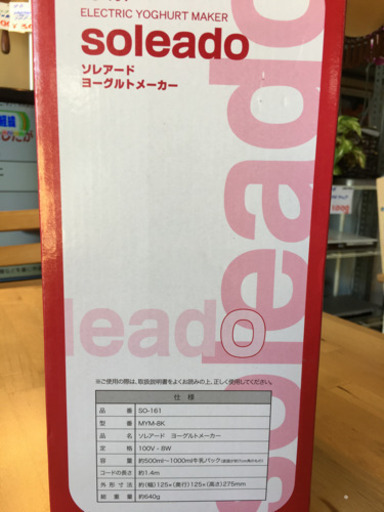 ELECTRIC YOGHURT MAKER
soleado
ソレアード
ヨーグルトメーカー
soleado
leado
※ご使用の際、取扱説明書をよくお読みの上、正しく使用してください。
仕 様
品 番 SO-161
型 番 MYM-8K
品 名 ソレアード ヨーグルトメーカー
定 格 100V - 8W
容 量 約500ml～1000ml牛乳パック
コードの長さ 約1.4m
外 形 寸 法 約(幅)125×(奥行)125×(高さ)275mm
総 重 量 約640g